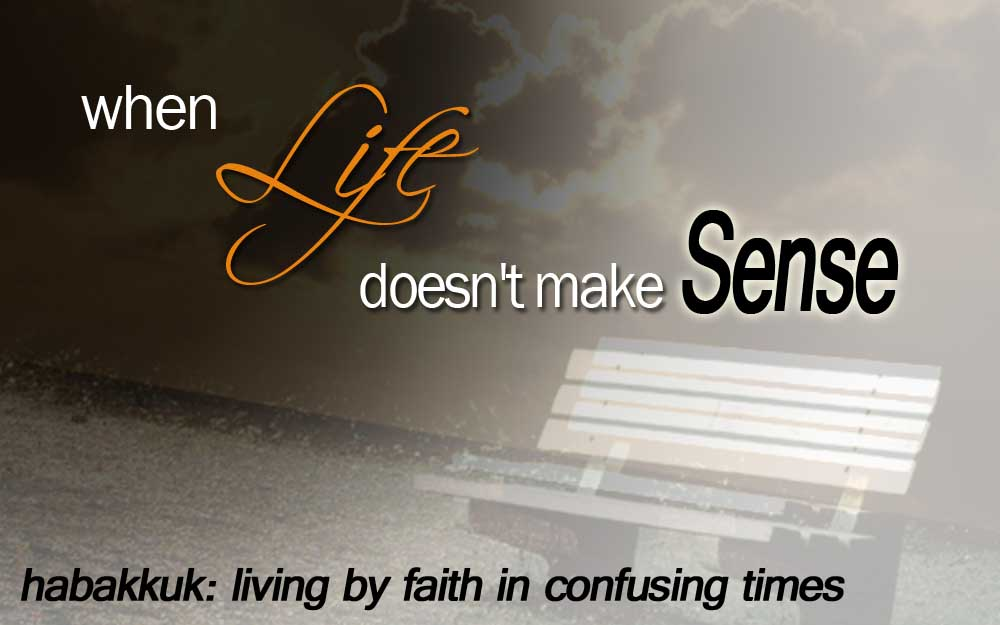 when
Life
doesn't make Sense
habakkuk: living by faith in confusing times